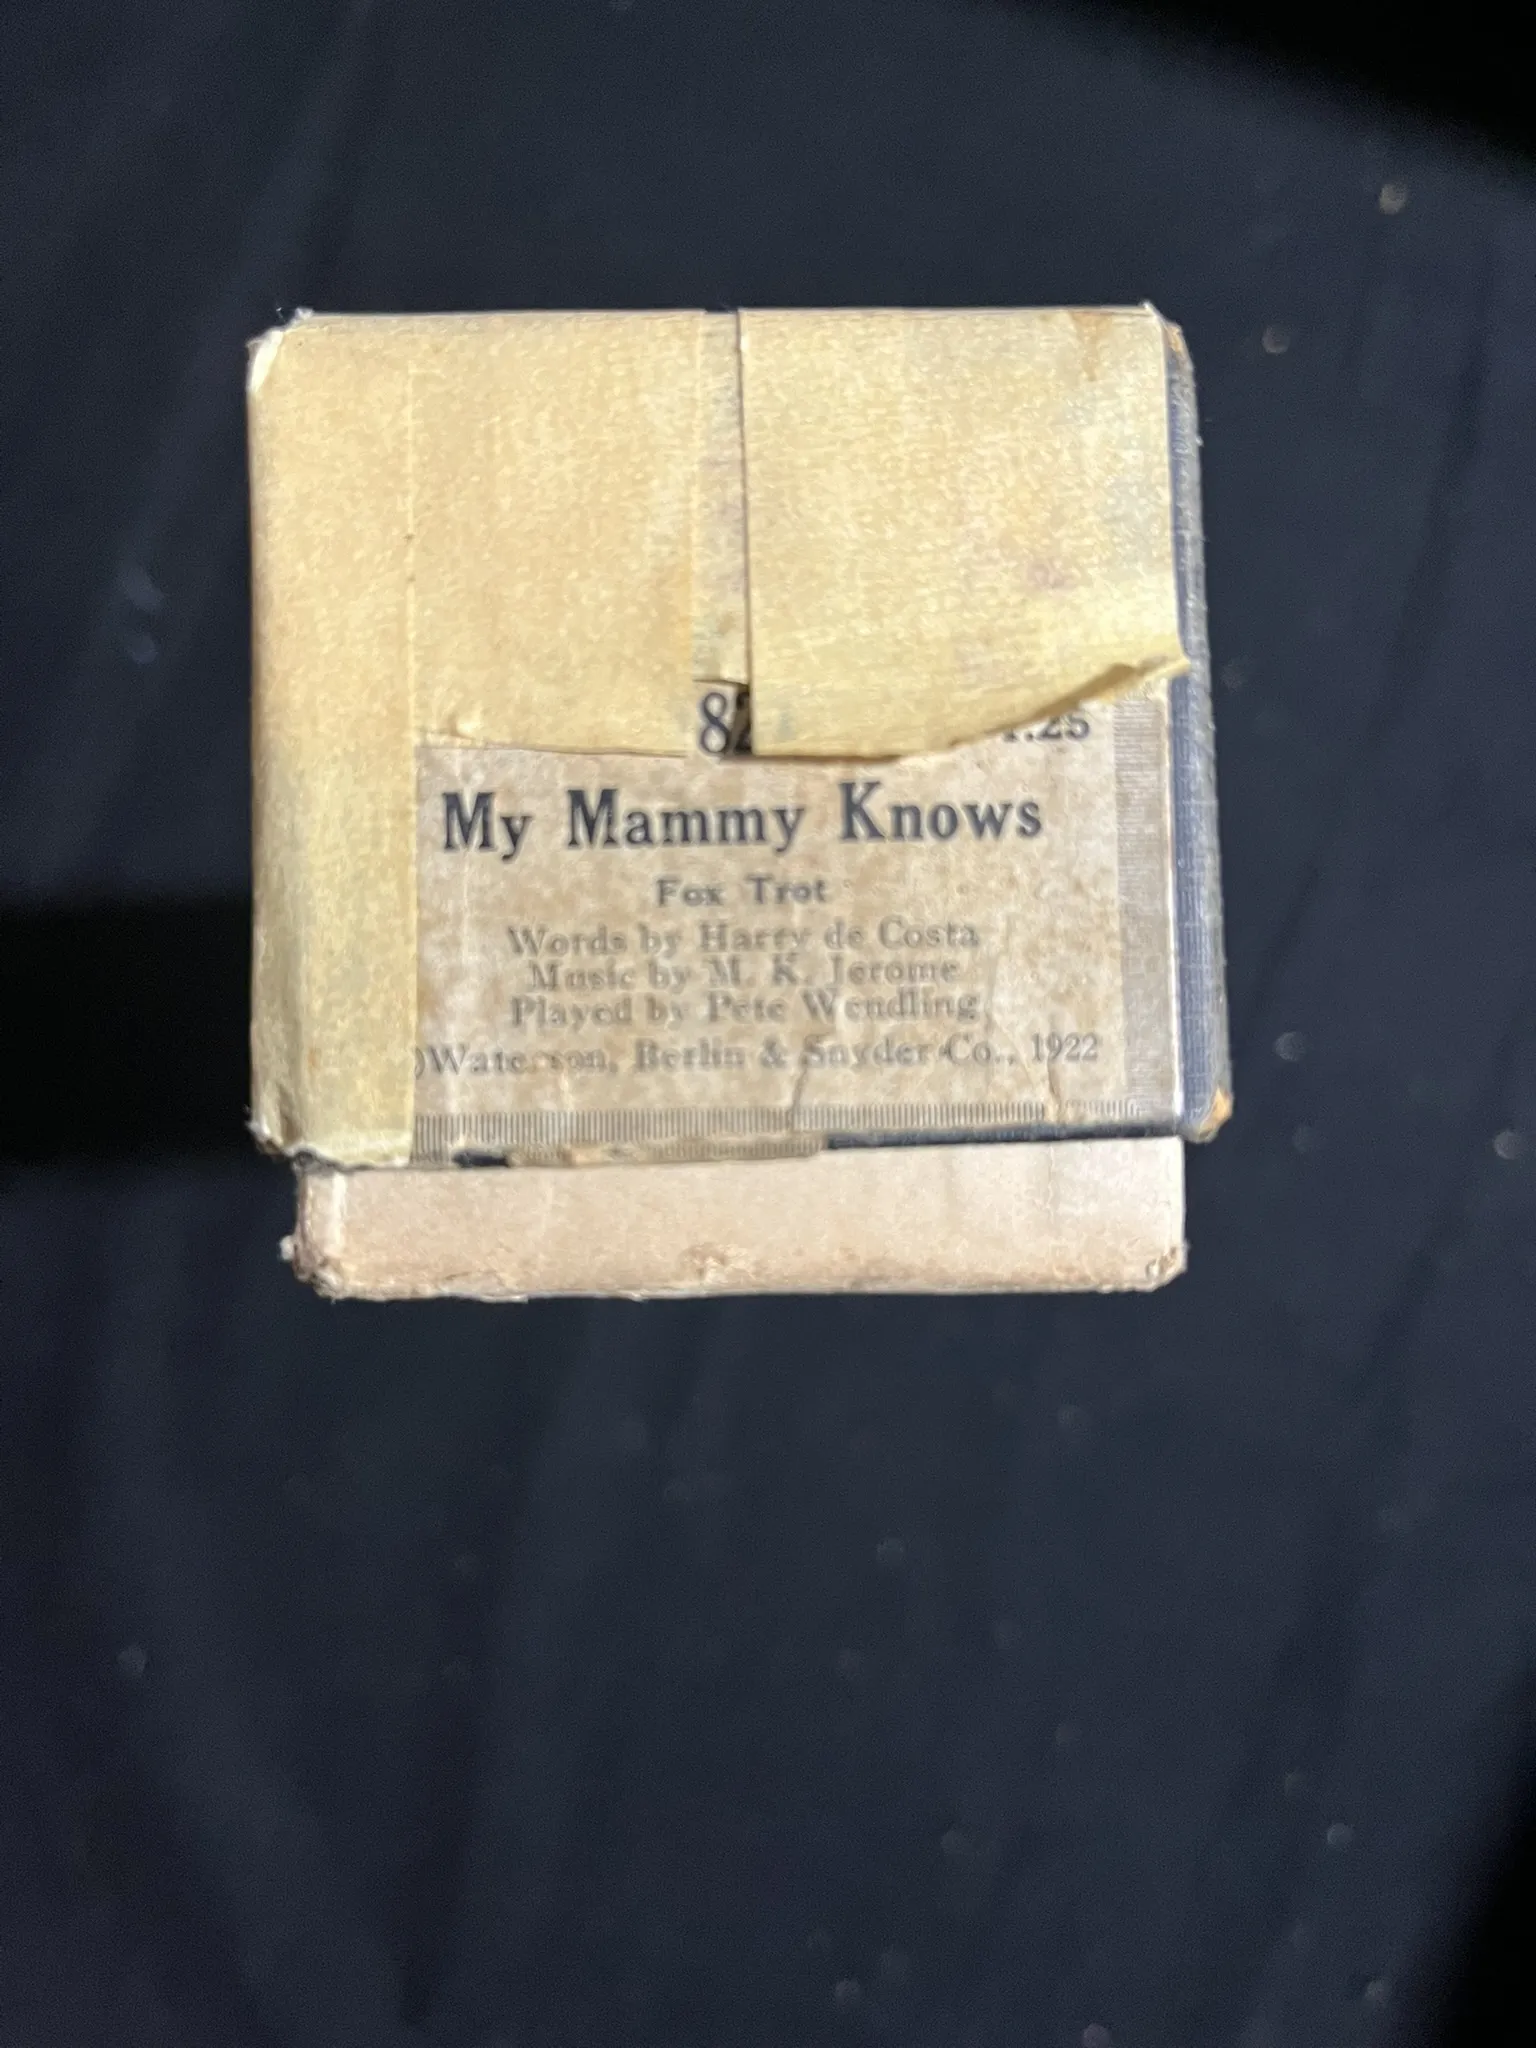 My Mammy Knows
Fox Trot
Words by Harry de Costa
Music by M. K. Jerome
Played by Pete Wendling
Waterson, Berlin & Snyder Co., 1922